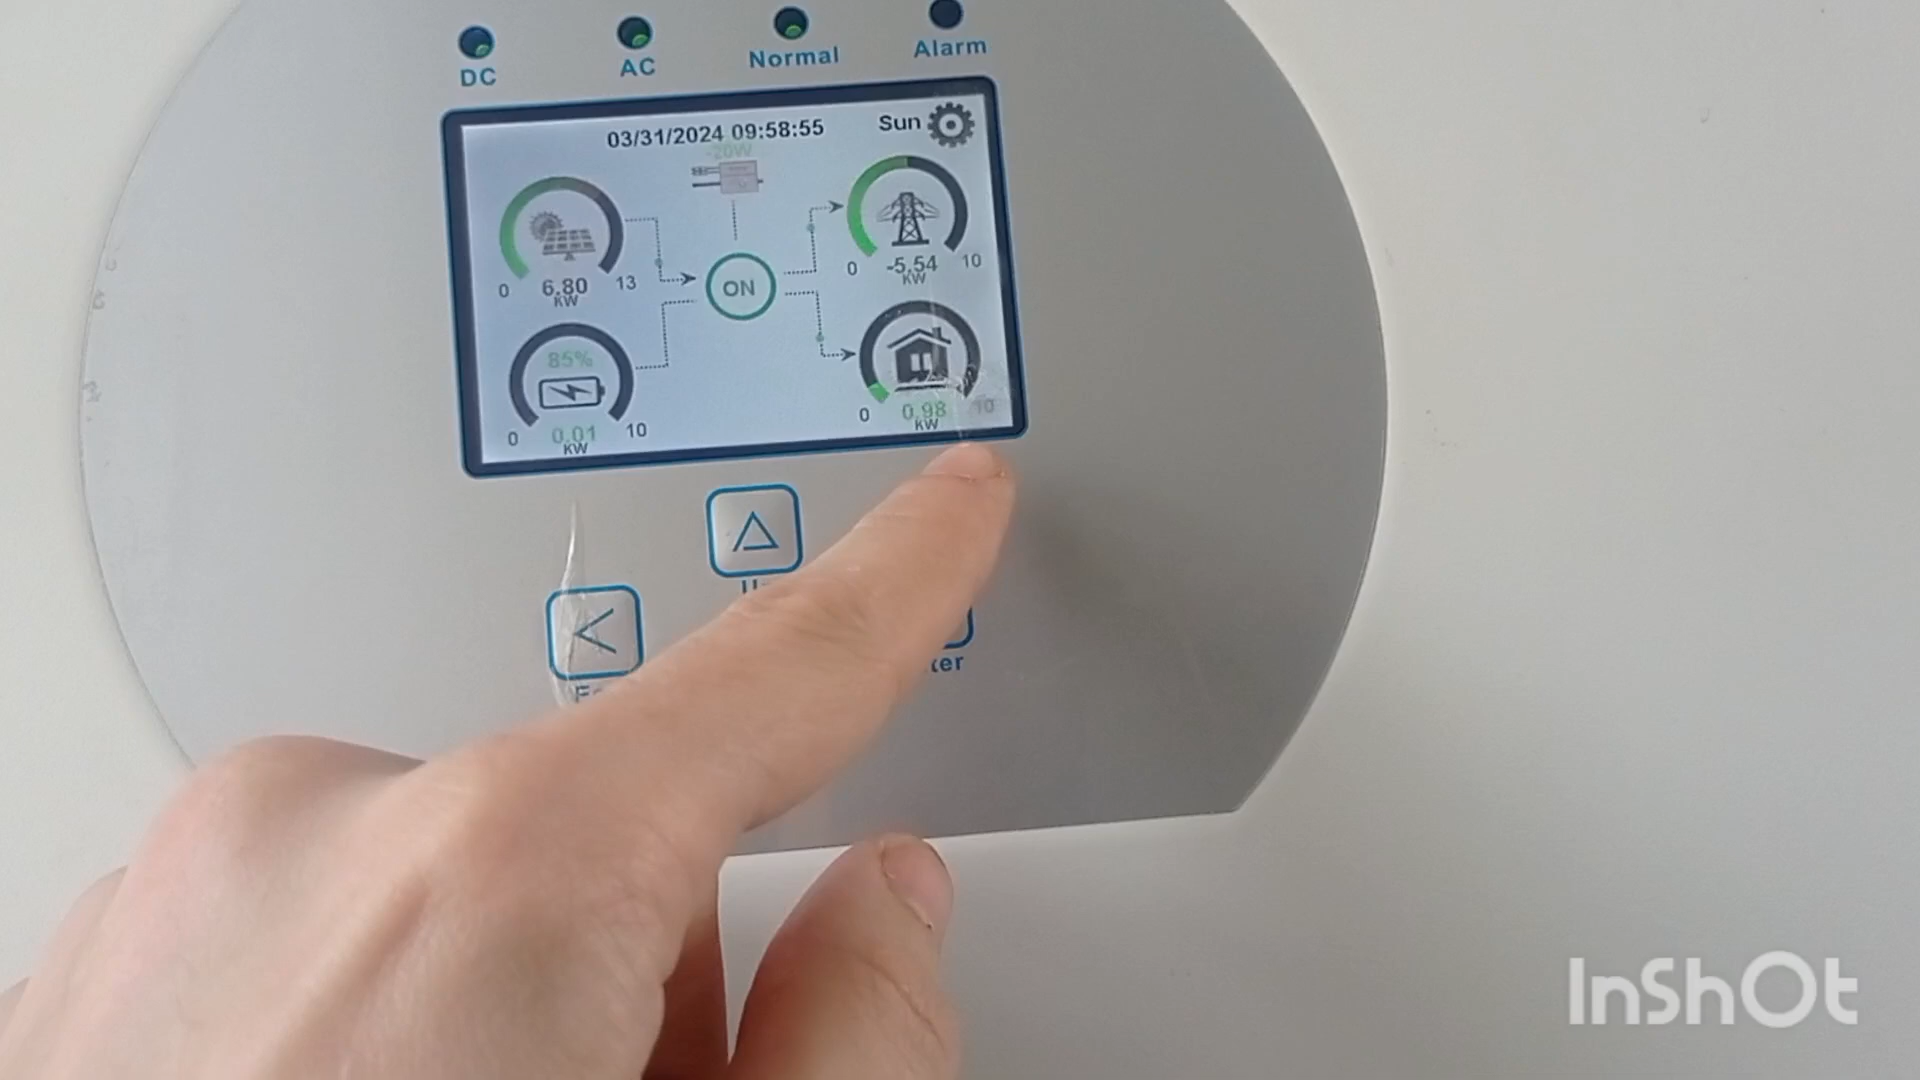 DC
AC
Normal
Alarm
03/31/2024 09:58:55
Sun
-20W
0
6.80
KW
13
ON
0
-5.54
KW
10
85%
0
0.01
KW
10
0
0.98
KW
10
InShOt